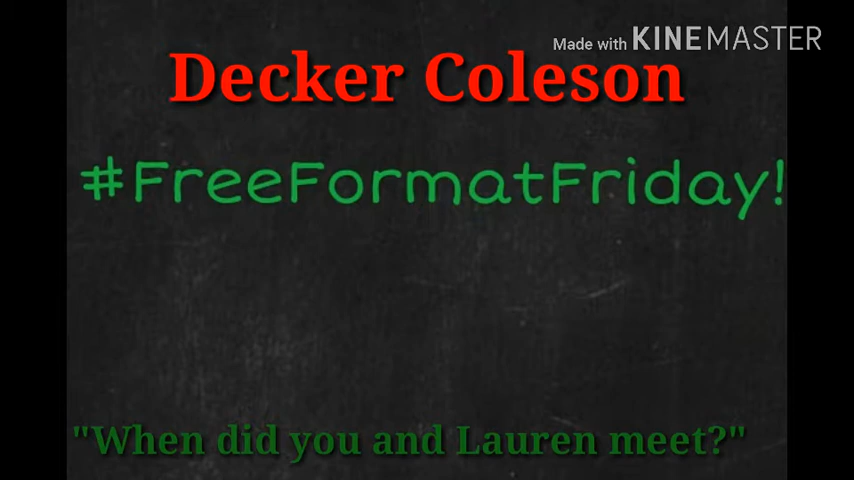 Made with KINEMASTER
Decker Coleson
#FreeFormatFriday!
"When did you and Lauren meet?"